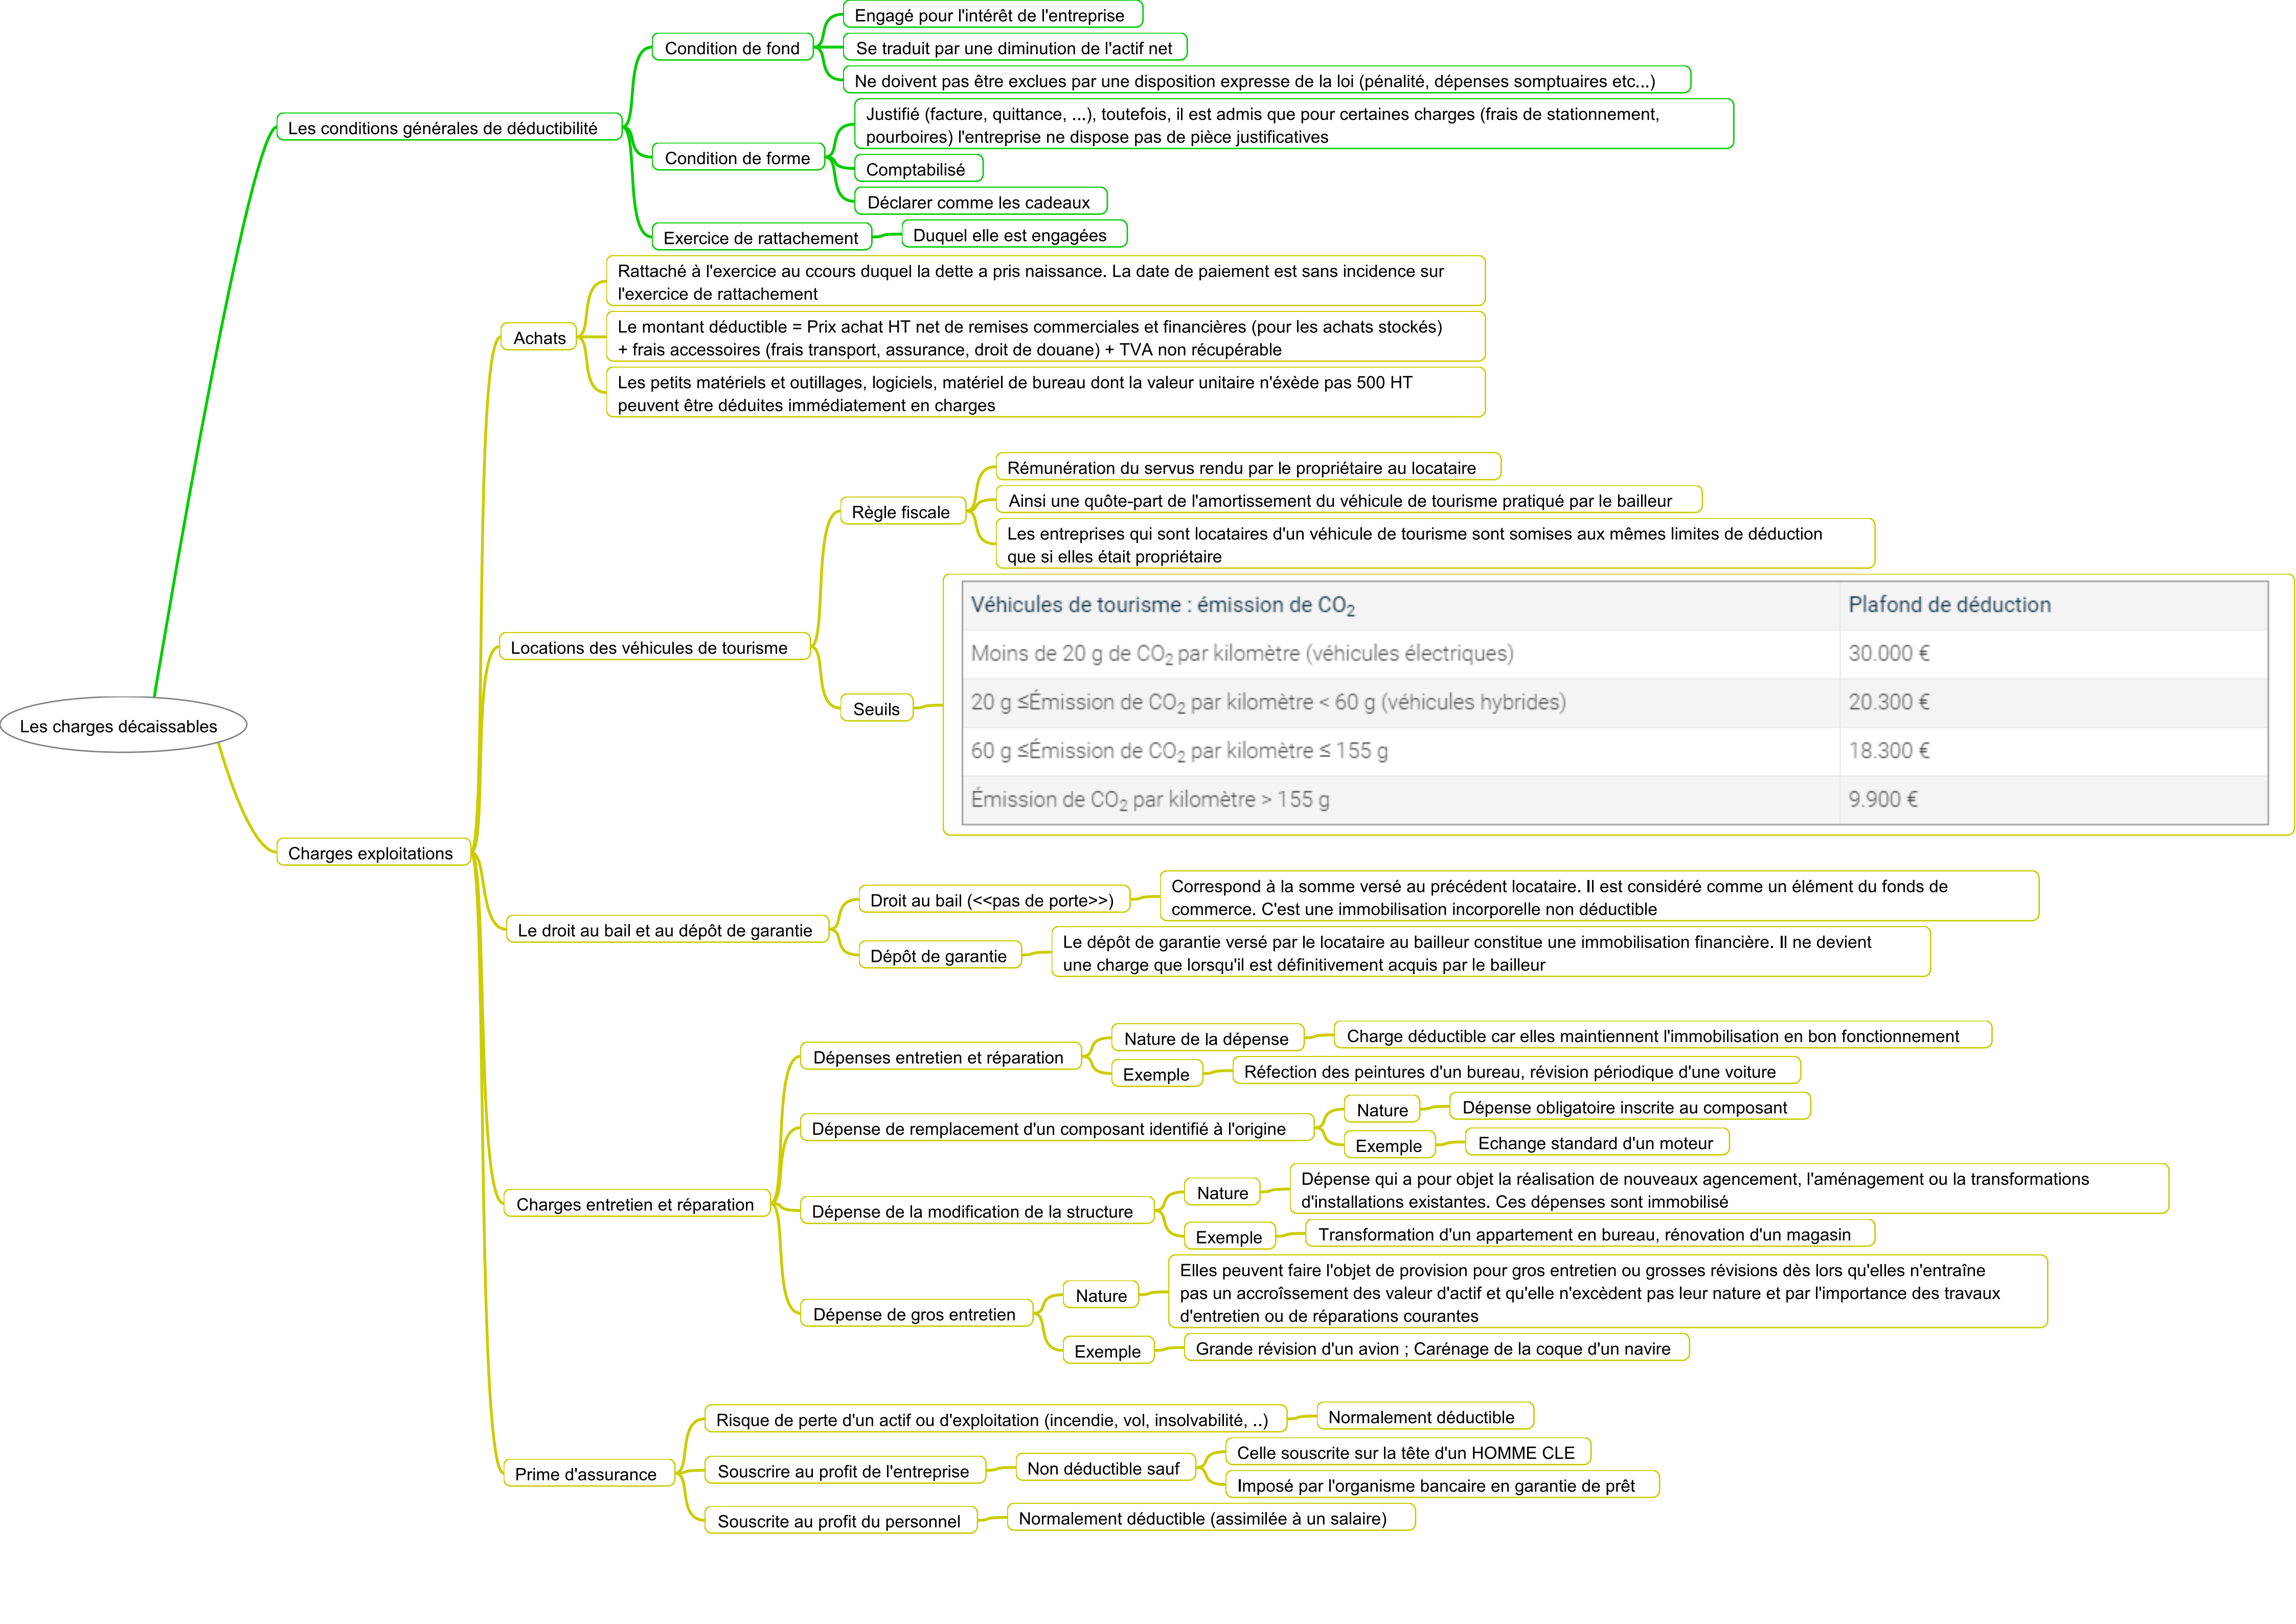 Les charges décaissables
Les conditions générales de déductibilité
Condition de fond
Engagé pour l'intérêt de l'entreprise
Se traduit par une diminution de l'actif net
Ne doivent pas être exclues par une disposition expresse de la loi (pénalité, dépenses somptuaires etc...)
Condition de forme
Justifié (facture, quittance, ...), toutefois, il est admis que pour certaines charges (frais de stationnement,
pourboires) l'entreprise ne dispose pas de pièce justificatives
Comptabilisé
Déclarer comme les cadeaux
Exercice de rattachement
Duquel elle est engagées
Charges exploitations
Achats
Rattaché à l'exercice au ccours duquel la dette a pris naissance. La date de paiement est sans incidence sur
l'exercice de rattachement
Le montant déductible = Prix achat HT net de remises commerciales et financières (pour les achats stockés)
+ frais accessoires (frais transport, assurance, droit de douane) + TVA non récupérable
Les petits matériels et outillages, logiciels, matériel de bureau dont la valeur unitaire n'éxède pas 500 HT
peuvent être déduites immédiatement en charges
Locations des véhicules de tourisme
Règle fiscale
Rémunération du servus rendu par le propriétaire au locataire
Ainsi une quôte-part de l'amortissement du véhicule de tourisme pratiqué par le bailleur
Les entreprises qui sont locataires d'un véhicule de tourisme sont somises aux mêmes limites de déduction
que si elles était propriétaire
Seuils
Véhicules de tourisme : émission de CO₂ Plafond de déduction
Moins de 20 g de CO₂ par kilomètre (véhicules électriques) 30.000 €
20 g ≤Émission de CO₂ par kilomètre < 60 g (véhicules hybrides) 20.300 €
60 g ≤Émission de CO₂ par kilomètre ≤ 155 g 18.300 €
Émission de CO₂ par kilomètre > 155 g 9.900 €
Le droit au bail et au dépôt de garantie
Droit au bail (<<pas de porte>>)
Correspond à la somme versé au précédent locataire. Il est considéré comme un élément du fonds de
commerce. C'est une immobilisation incorporelle non déductible
Dépôt de garantie
Le dépôt de garantie versé par le locataire au bailleur constitue une immobilisation financière. Il ne devient
une charge que lorsqu'il est définitivement acquis par le bailleur
Charges entretien et réparation
Dépenses entretien et réparation
Nature de la dépense
Charge déductible car elles maintiennent l'immobilisation en bon fonctionnement
Exemple
Réfection des peintures d'un bureau, révision périodique d'une voiture
Dépense de remplacement d'un composant identifié à l'origine
Nature
Dépense obligatoire inscrite au composant
Exemple
Echange standard d'un moteur
Dépense de la modification de la structure
Nature
Dépense qui a pour objet la réalisation de nouveaux agencement, l'aménagement ou la transformations
d'installations existantes. Ces dépenses sont immobilisé
Exemple
Transformation d'un appartement en bureau, rénovation d'un magasin
Dépense de gros entretien
Nature
Elles peuvent faire l'objet de provision pour gros entretien ou grosses révisions dès lors qu'elles n'entraîne
pas un accroîssement des valeur d'actif et qu'elle n'excèdent pas leur nature et par l'importance des travaux
d'entretien ou de réparations courantes
Exemple
Grande révision d'un avion ; Carénage de la coque d'un navire
Prime d'assurance
Risque de perte d'un actif ou d'exploitation (incendie, vol, insolvabilité, ..)
Normalement déductible
Souscrire au profit de l'entreprise
Non déductible sauf
Celle souscrite sur la tête d'un HOMME CLE
Imposé par l'organisme bancaire en garantie de prêt
Souscrite au profit du personnel
Normalement déductible (assimilée à un salaire)